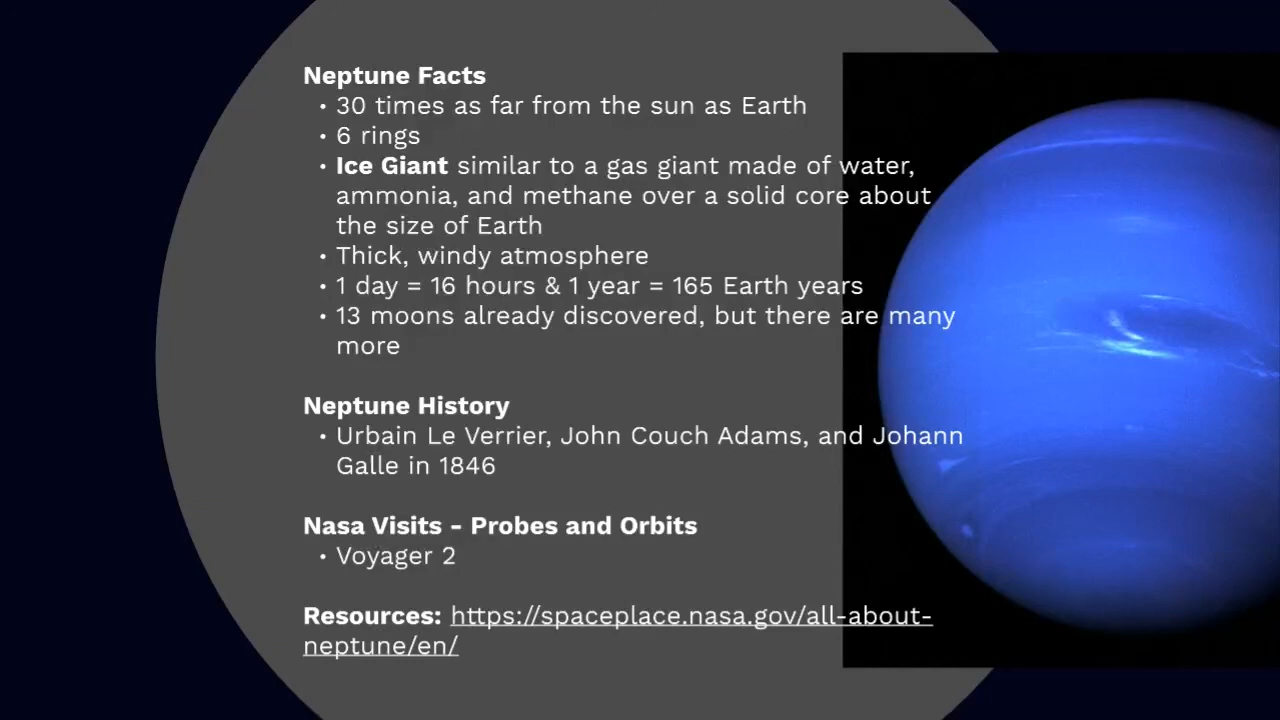 Neptune Facts
• 30 times as far from the sun as Earth
• 6 rings
• Ice Giant similar to a gas giant made of water,
ammonia, and methane over a solid core about
the size of Earth
• Thick, windy atmosphere
• 1 day = 16 hours & 1 year = 165 Earth years
• 13 moons already discovered, but there are many
more
Neptune History
• Urbain Le Verrier, John Couch Adams, and Johann
Galle in 1846
Nasa Visits - Probes and Orbits
• Voyager 2
Resources: https://spaceplace.nasa.gov/all-about-
neptune/en/